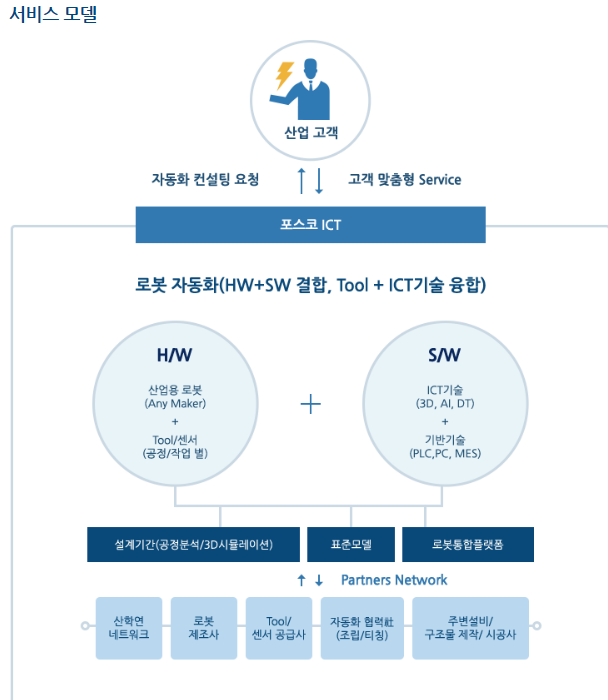 서비스 모델
산업 고객
자동화 컨설팅 요청
고객 맞춤형 Service
포스코 ICT
로봇 자동화(HW+SW 결합, Tool + ICT기술 융합)
H/W
산업용 로봇
(Any Maker)
+
Tool/센서
(공정/작업 별)
+
S/W
ICT기술
(3D, AI, DT)
+
기반기술
(PLC,PC, MES)
설계기간(공정분석/3D시뮬레이션)
표준모델
로봇통합플랫폼
Partners Network
산학연
네트워크
로봇
제조사
Tool/
센서 공급사
자동화 협력社
(조립/티칭)
주변설비/
구조물 제작/ 시공사